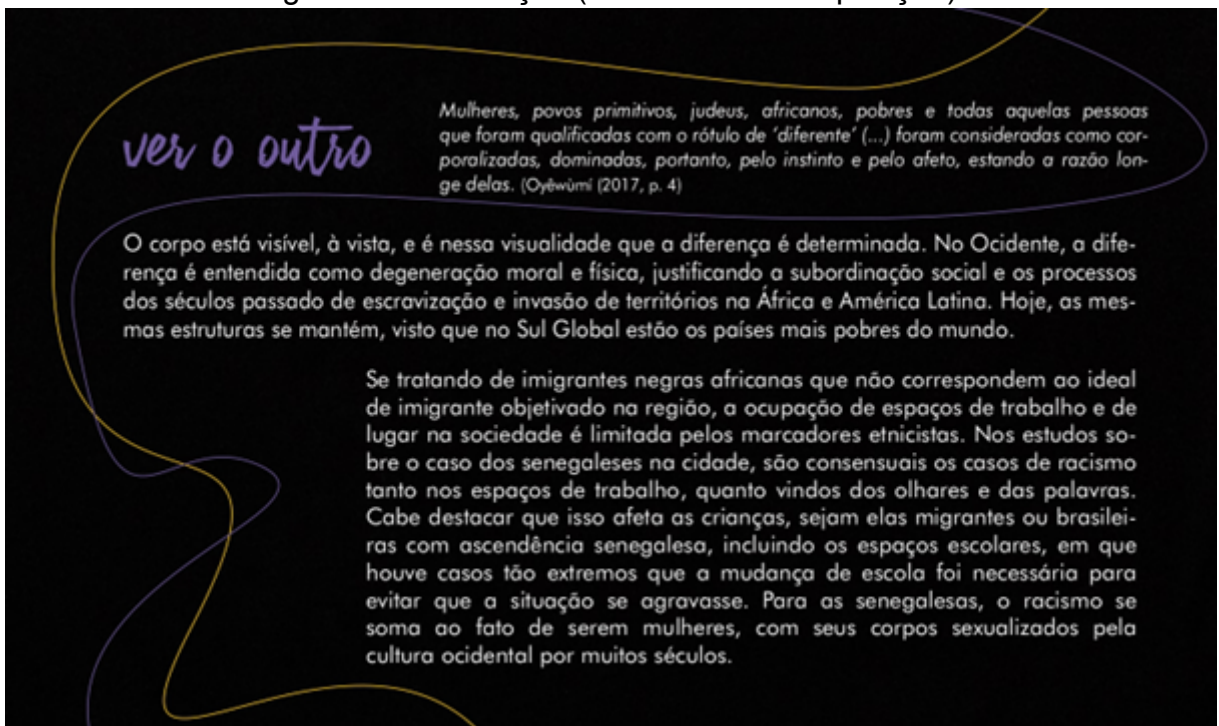 ver o outro
Mulheres, povos primitivos, judeus, africanos, pobres e todas aquelas pessoas
que foram qualificadas com o rótulo de ‘diferente’ (...) foram consideradas como cor-
poralizadas, dominadas, portanto, pelo instinto e pelo afeto, estando a razão lon-
ge delas. (Oyêwùmí (2017, p. 4)
O corpo está visível, à vista, e é nessa visualidade que a diferença é determinada. No Ocidente, a dife-
rença é entendida como degeneração moral e física, justificando a subordinação social e os processos
dos séculos passado de escravização e invasão de territórios na África e América Latina. Hoje, as mes-
mas estruturas se mantém, visto que no Sul Global estão os países mais pobres do mundo.
Se tratando de imigrantes negras africanas que não correspondem ao ideal
de imigrante objetivado na região, a ocupação de espaços de trabalho e de
lugar na sociedade é limitada pelos marcadores etnicistas. Nos estudos so-
bre o caso dos senegaleses na cidade, são consensuais os casos de racismo
tanto nos espaços de trabalho, quanto vindos dos olhares e das palavras.
Cabe destacar que isso afeta as crianças, sejam elas migrantes ou brasilei-
ras com ascendência senegalesa, incluindo os espaços escolares, em que
houve casos tão extremos que a mudança de escola foi necessária para
evitar que a situação se agravasse. Para as senegalesas, o racismo se
soma ao fato de serem mulheres, com seus corpos sexualizados pela
cultura ocidental por muitos séculos.